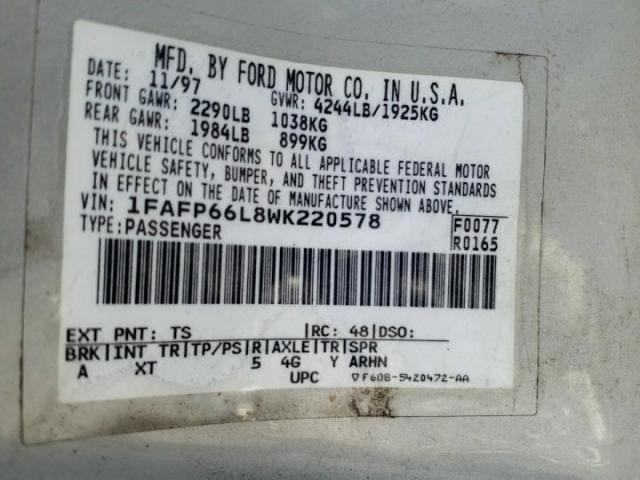 MFD. BY FORD MOTOR CO. IN U.S.A.
DATE: 11/97 GVWR: 4244LB/1925KG
FRONT GAWR: 2290LB 1038KG
REAR GAWR: 1984LB 899KG
THIS VEHICLE CONFORMS TO ALL APPLICABLE FEDERAL MOTOR
VEHICLE SAFETY, BUMPER, AND THEFT PREVENTION STANDARDS
IN EFFECT ON THE DATE OF MANUFACTURE SHOWN ABOVE.
VIN: 1FAFP66L8WK220578 F0077
TYPE:PASSENGER R0165
EXT PNT: TS |RC: 48|DSO:
BRK|INT TR|TP/PS|R|AXLE|TR|SPR
A XT 5 4G Y ARHN
UPC ▽F60B-5420472-AA